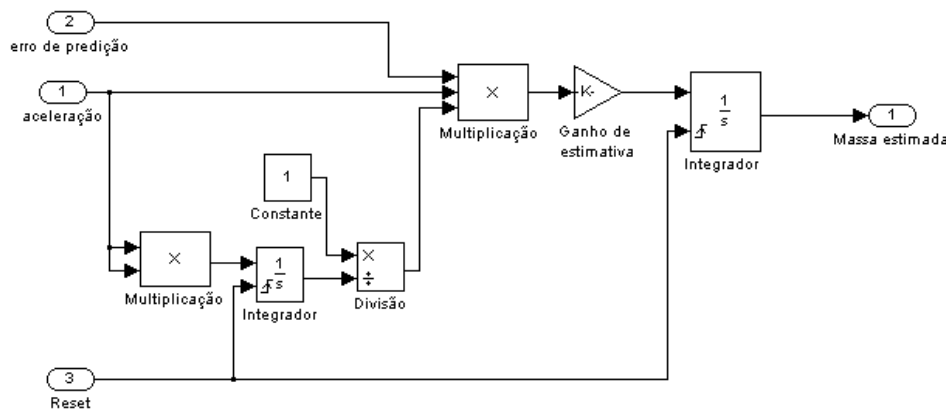 2
erro de predição
1
aceleração
×
Multiplicação
K-
Ganho de
estimativa
1
s
Integrador
1
Massa estimada
1
Constante
×
Multiplicação
1
s
Integrador
×
÷
Divisão
3
Reset